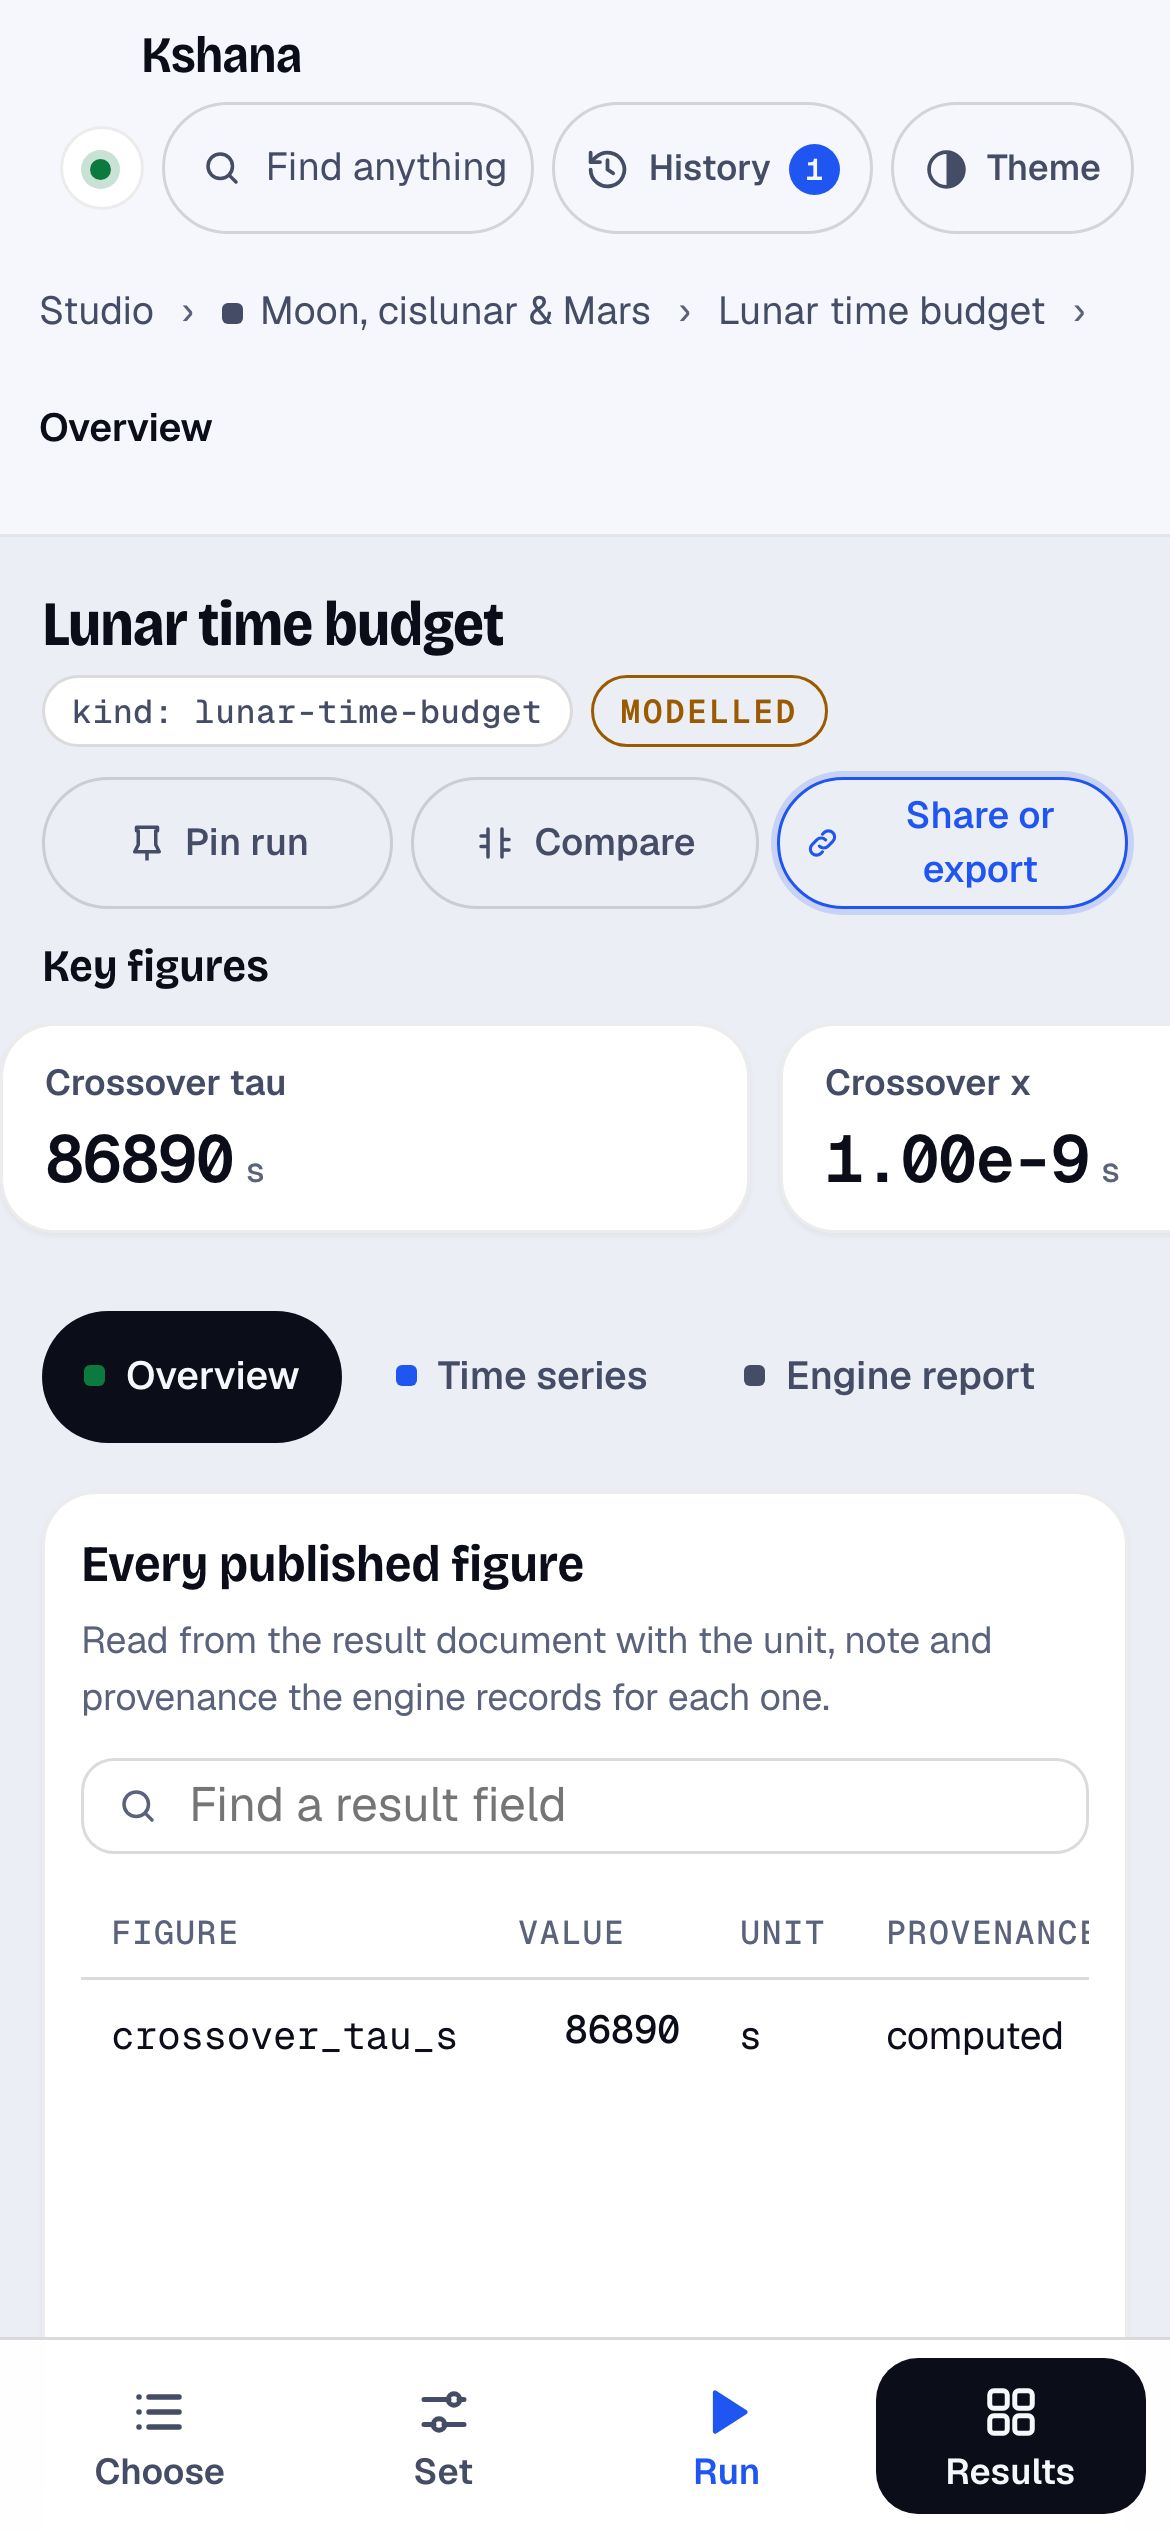 Kshana
Find anything
History 1
Theme
Studio › Moon, cislunar & Mars › Lunar time budget ›
Overview
Lunar time budget
kind: lunar-time-budget
MODELLED
Pin run
Compare
Share or
export
Key figures
Crossover tau
86890 s
Crossover x
1.00e-9 s
Overview
Time series
Engine report
Every published figure
Read from the result document with the unit, note and
provenance the engine records for each one.
Find a result field
FIGURE VALUE UNIT PROVENANCE
crossover_tau_s 86890 s computed
Choose
Set
Run
Results